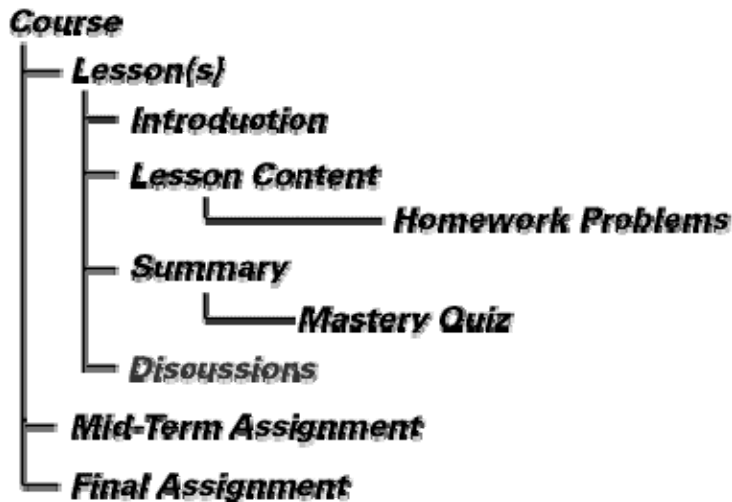 Course
Lesson(s)
Introduction
Lesson Content
Homework Problems
Summary
Mastery Quiz
Discussions
Mid-Term Assignment
Final Assignment